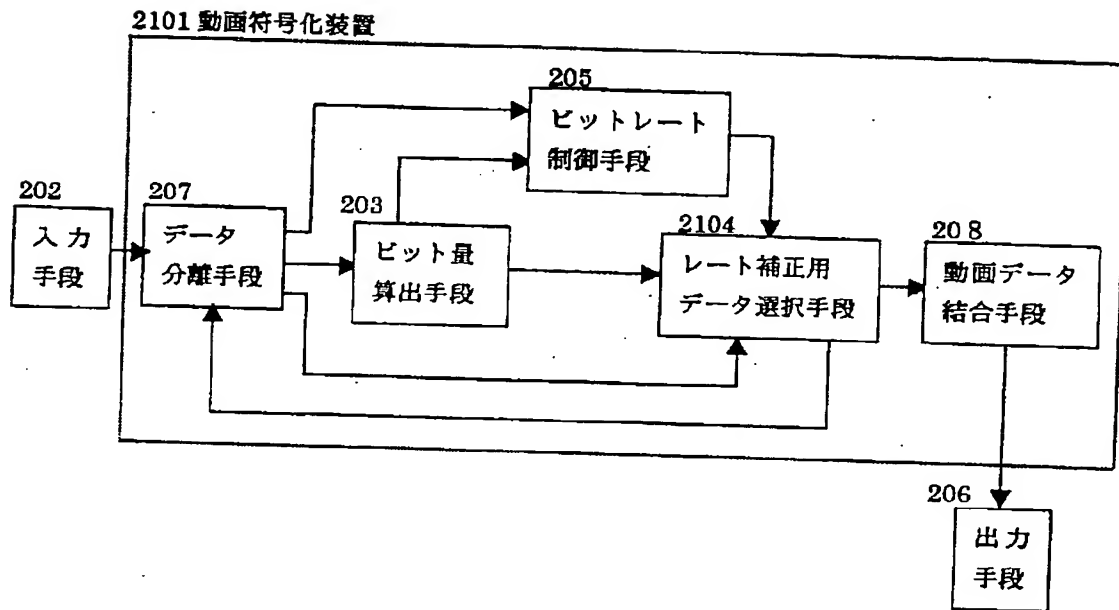 2101 動画符号化装置
205
ビットレート
制御手段
202
入力
手段
207
データ
分離手段
203
ビット量
算出手段
2104
レート補正用
データ選択手段
208
動画データ
結合手段
206
出力
手段